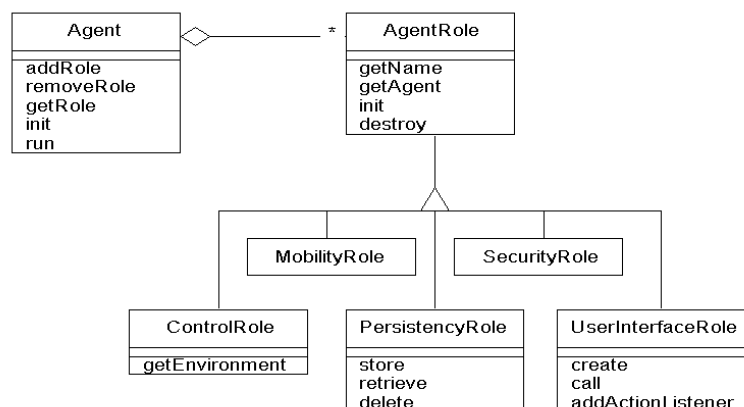 Agent
addRole
removeRole
getRole
init
run
*
AgentRole
getName
getAgent
init
destroy
MobilityRole
SecurityRole
ControlRole
getEnvironment
PersistencyRole
store
retrieve
delete
UserInterfaceRole
create
call
addActionListener